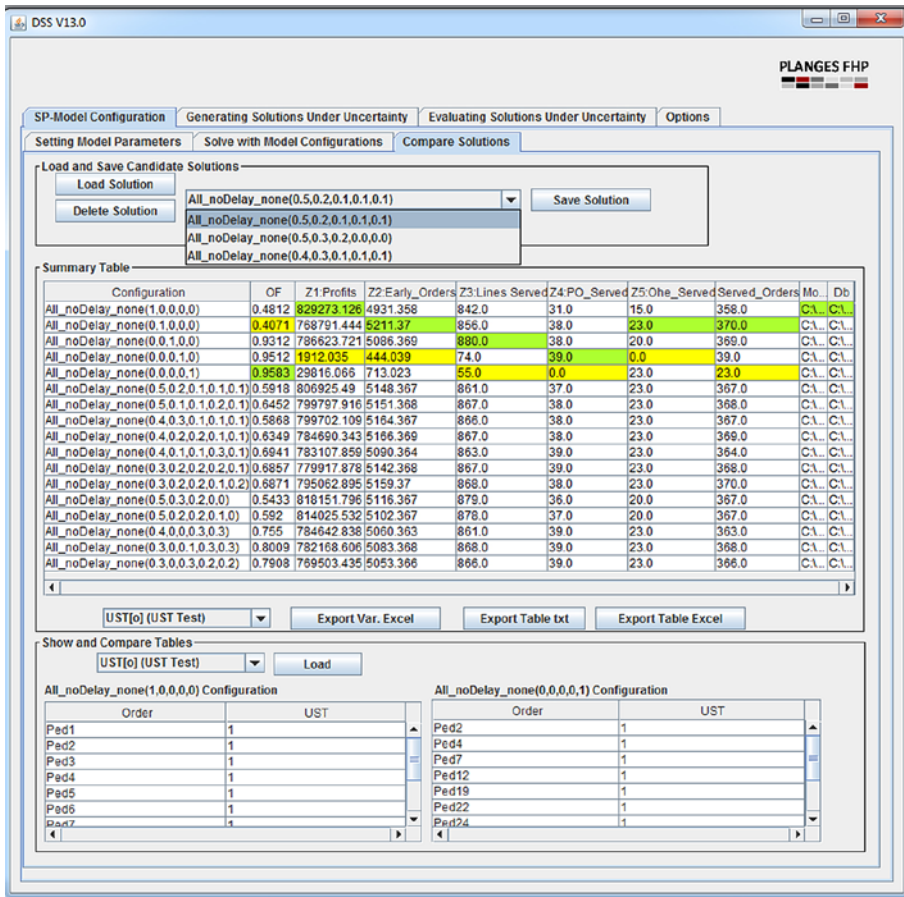 DSS V13.0
PLANGES FHP
SP-Model Configuration Generating Solutions Under Uncertainty Evaluating Solutions Under Uncertainty Options
Setting Model Parameters Solve with Model Configurations Compare Solutions
Load and Save Candidate Solutions
Load Solution
All_noDelay_none(0.5,0.2,0.1,0.1,0.1) Save Solution
Delete Solution
All_noDelay_none(0.5,0.2,0.1,0.1,0.1)
All_noDelay_none(0.5,0.3,0.2,0.0,0.0)
All_noDelay_none(0.4,0.3,0.1,0.1,0.1)
Summary Table
Configuration OF Z1:Profits Z2:Early_Orders Z3:Lines Served Z4:PO_Served Z5:Ohe_Served Served_Orders Mo... Db
All_noDelay_none(1,0,0,0,0) 0.4812 829273.126 4931.358 842.0 31.0 15.0 358.0 C:\... C:\...
All_noDelay_none(0,1,0,0,0) 0.4071 768791.444 5211.37 856.0 38.0 23.0 370.0 C:\... C:\...
All_noDelay_none(0,0,1,0,0) 0.9312 786623.721 5086.369 880.0 38.0 20.0 369.0 C:\... C:\...
All_noDelay_none(0,0,0,1,0) 0.9512 1912.035 444.039 74.0 39.0 0.0 39.0 C:\... C:\...
All_noDelay_none(0,0,0,0,1) 0.9583 29816.066 713.023 55.0 0.0 23.0 23.0 C:\... C:\...
All_noDelay_none(0.5,0.2,0.1,0.1,0.1) 0.5918 806925.49 5148.367 861.0 37.0 23.0 367.0 C:\... C:\...
All_noDelay_none(0.5,0.1,0.1,0.2,0.1) 0.6452 799797.916 5151.368 867.0 38.0 23.0 368.0 C:\... C:\...
All_noDelay_none(0.4,0.3,0.1,0.1,0.1) 0.5868 799702.109 5164.367 866.0 38.0 23.0 367.0 C:\... C:\...
All_noDelay_none(0.4,0.2,0.2,0.1,0.1) 0.6349 784690.343 5166.369 867.0 38.0 23.0 369.0 C:\... C:\...
All_noDelay_none(0.4,0.1,0.1,0.3,0.1) 0.6941 783107.859 5090.364 863.0 39.0 23.0 364.0 C:\... C:\...
All_noDelay_none(0.3,0.2,0.2,0.2,0.1) 0.6857 779917.878 5142.368 867.0 39.0 23.0 368.0 C:\... C:\...
All_noDelay_none(0.3,0.2,0.2,0.1,0.2) 0.6871 795062.895 5159.37 868.0 38.0 23.0 370.0 C:\... C:\...
All_noDelay_none(0.5,0.3,0.2,0,0) 0.5433 818151.796 5116.367 879.0 36.0 20.0 367.0 C:\... C:\...
All_noDelay_none(0.5,0.2,0.2,0.1,0) 0.592 814025.532 5102.367 878.0 37.0 20.0 367.0 C:\... C:\...
All_noDelay_none(0.4,0,0,0.3,0.3) 0.755 784642.838 5060.363 861.0 39.0 23.0 363.0 C:\... C:\...
All_noDelay_none(0.3,0,0.1,0.3,0.3) 0.8009 782168.606 5083.368 868.0 39.0 23.0 368.0 C:\... C:\...
All_noDelay_none(0.3,0,0.3,0.2,0.2) 0.7908 769503.435 5053.366 866.0 39.0 23.0 366.0 C:\... C:\...
UST[o] (UST Test) Export Var. Excel Export Table txt Export Table Excel
Show and Compare Tables
UST[o] (UST Test) Load
All_noDelay_none(1,0,0,0,0) Configuration All_noDelay_none(0,0,0,0,1) Configuration
Order UST Order UST
Ped1 1 Ped2 1
Ped2 1 Ped4 1
Ped3 1 Ped7 1
Ped4 1 Ped12 1
Ped5 1 Ped19 1
Ped6 1 Ped22 1
Ped7 1 Ped24 1